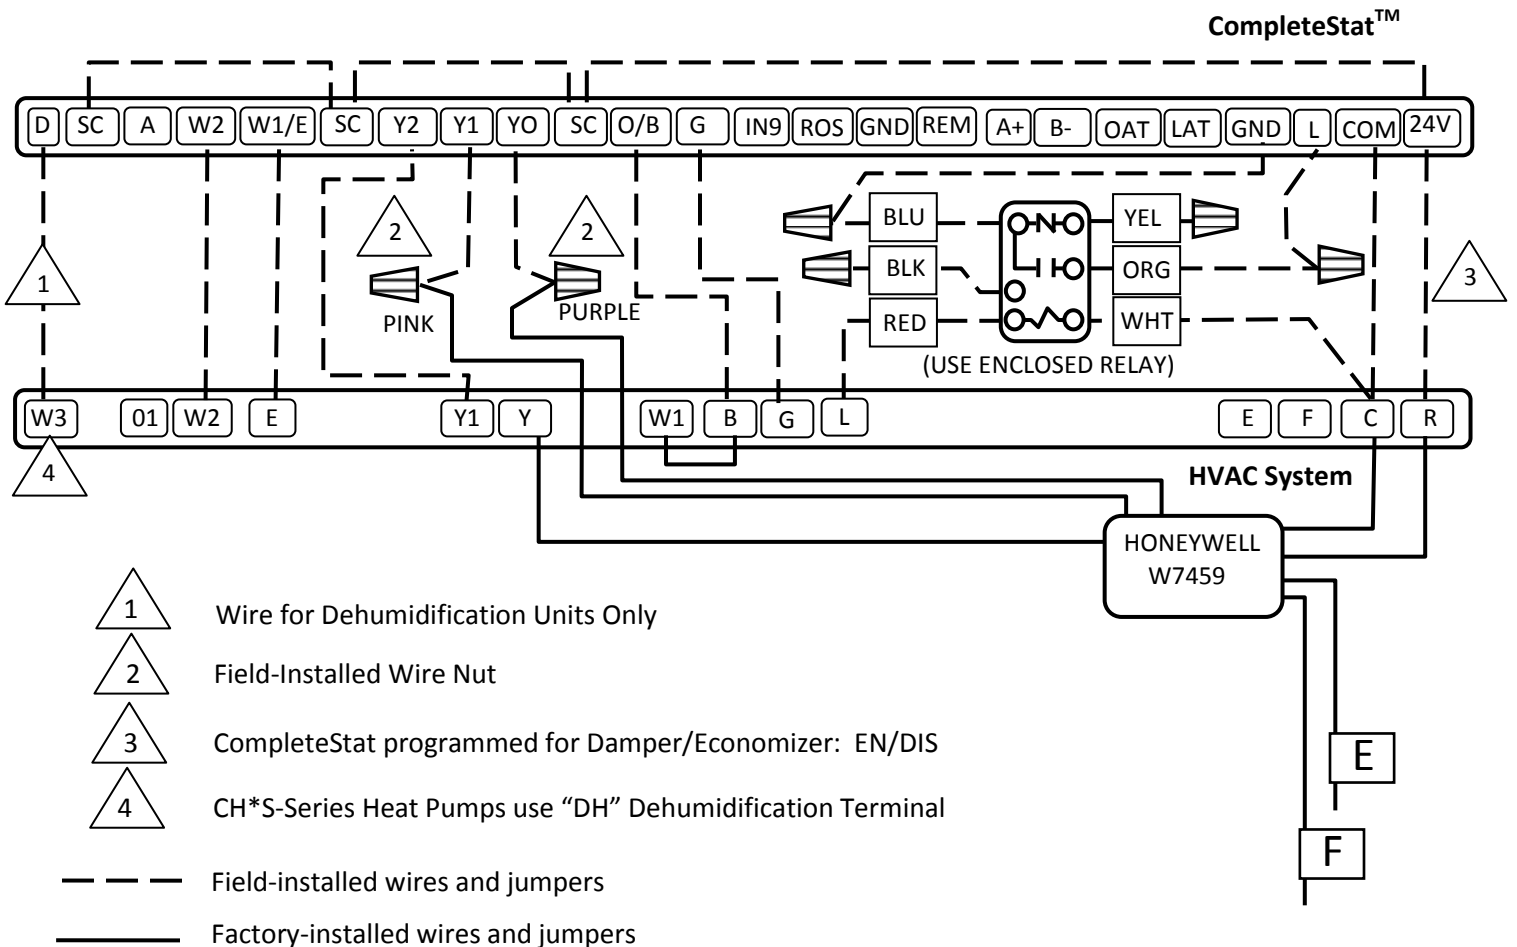 CompleteStat™
D SC A W2 W1/E SC Y2 Y1 YO SC O/B G IN9 ROS GND REM A+ B- OAT LAT GND L COM 24V
BLU YEL
2 2
BLK ORG
1 3
PINK PURPLE RED WHT
(USE ENCLOSED RELAY)
W3 01 W2 E Y1 Y W1 B G L E F C R
4
HVAC System
HONEYWELL
W7459
1 Wire for Dehumidification Units Only
2 Field-Installed Wire Nut
3 CompleteStat programmed for Damper/Economizer: EN/DIS
E
4 CH*S-Series Heat Pumps use “DH” Dehumidification Terminal
F
Field-installed wires and jumpers
Factory-installed wires and jumpers